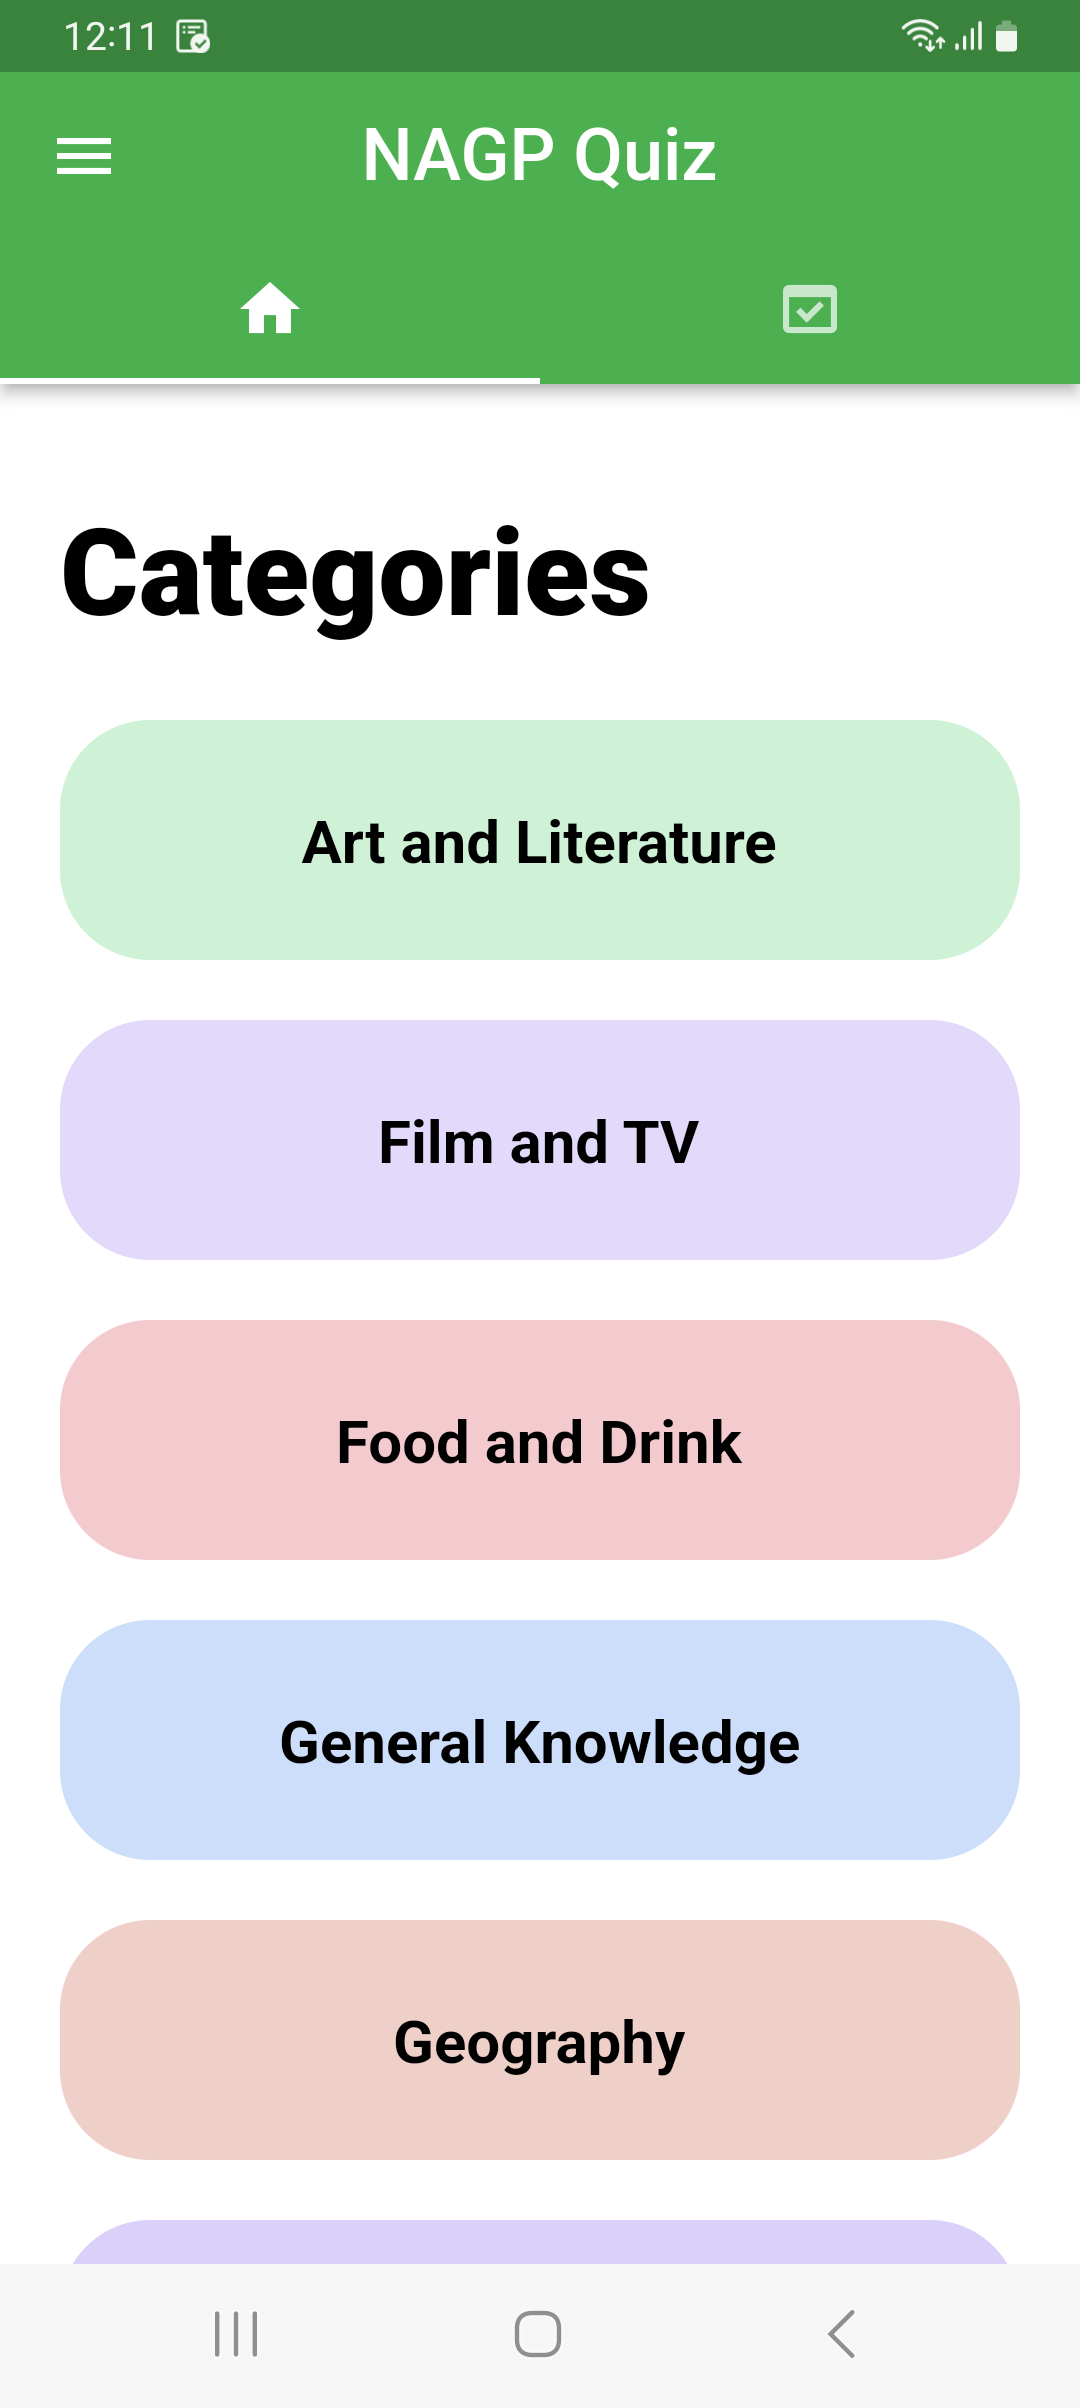 12:11
NAGP Quiz
Categories
Art and Literature
Film and TV
Food and Drink
General Knowledge
Geography